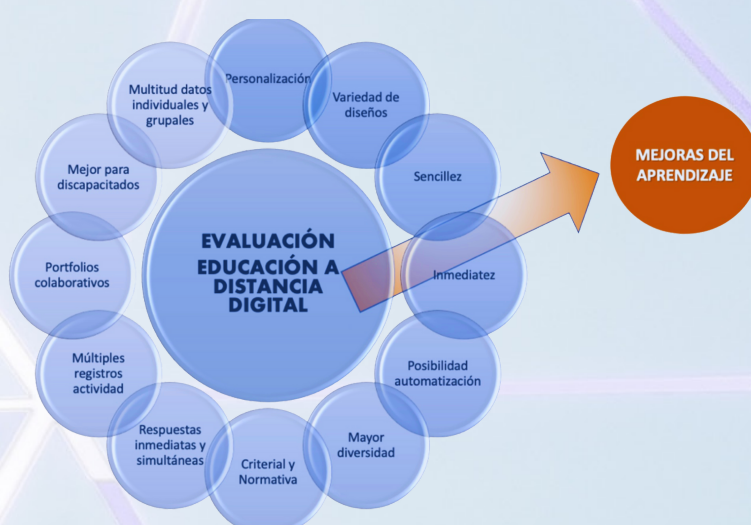 EVALUACIÓN
EDUCACIÓN A
DISTANCIA
DIGITAL
Personalización
Variedad de
diseños
Sencillez
Inmediatez
Posibilidad
automatización
Mayor
diversidad
Criterial y
Normativa
Respuestas
inmediatas y
simultáneas
Múltiples
registros
actividad
Portfolios
colaborativos
Mejor para
discapacitados
Multitud datos
individuales y
grupales
MEJORAS DEL
APRENDIZAJE